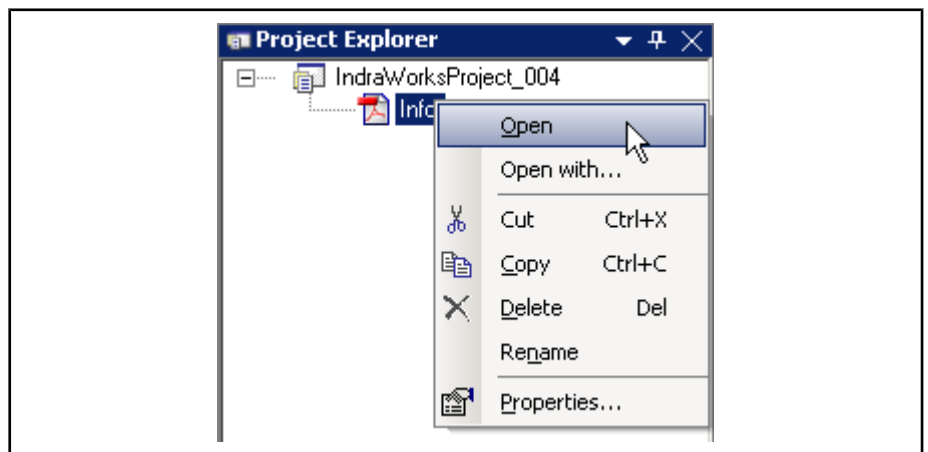 Project Explorer
IndraWorksProject_004
Info
Open
Open with...
Cut Ctrl+X
Copy Ctrl+C
Delete Del
Rename
Properties...